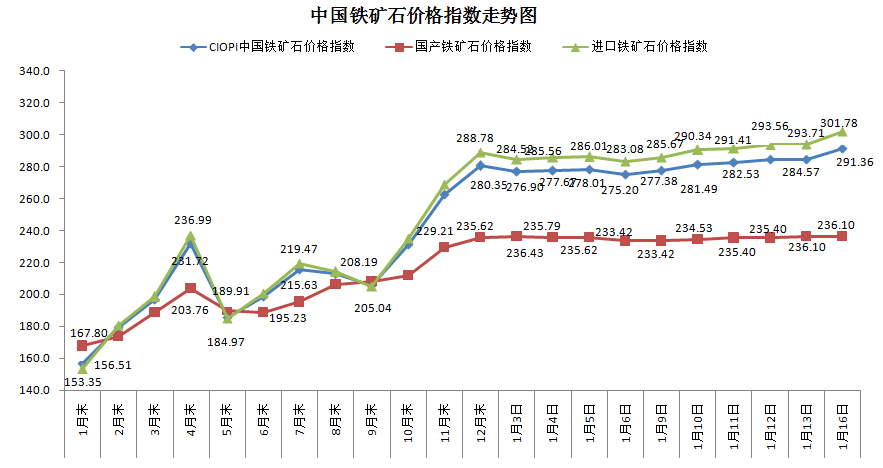 中国铁矿石价格指数走势图
CIOPI中国铁矿石价格指数 国产铁矿石价格指数 进口铁矿石价格指数
340.0
320.0
300.0
280.0
260.0
240.0
220.0
200.0
180.0
160.0
140.0
301.78
293.56
293.71
290.34
291.41
288.78
284.52
285.56
286.01
283.08
285.67
291.36
280.35
276.90
277.67
278.01
275.20
277.38
281.49
282.53
284.57
236.99
231.72
219.47
229.21
235.62
235.79
233.42
234.53
235.40
236.10
236.43
235.62
233.42
235.40
236.10
208.19
215.63
189.91
203.76
205.04
195.23
184.97
167.80
156.51
153.35
1月末
2月末
3月末
4月末
5月末
6月末
7月末
8月末
9月末
10月末
11月末
12月末
1月3日
1月4日
1月5日
1月6日
1月9日
1月10日
1月11日
1月12日
1月13日
1月16日